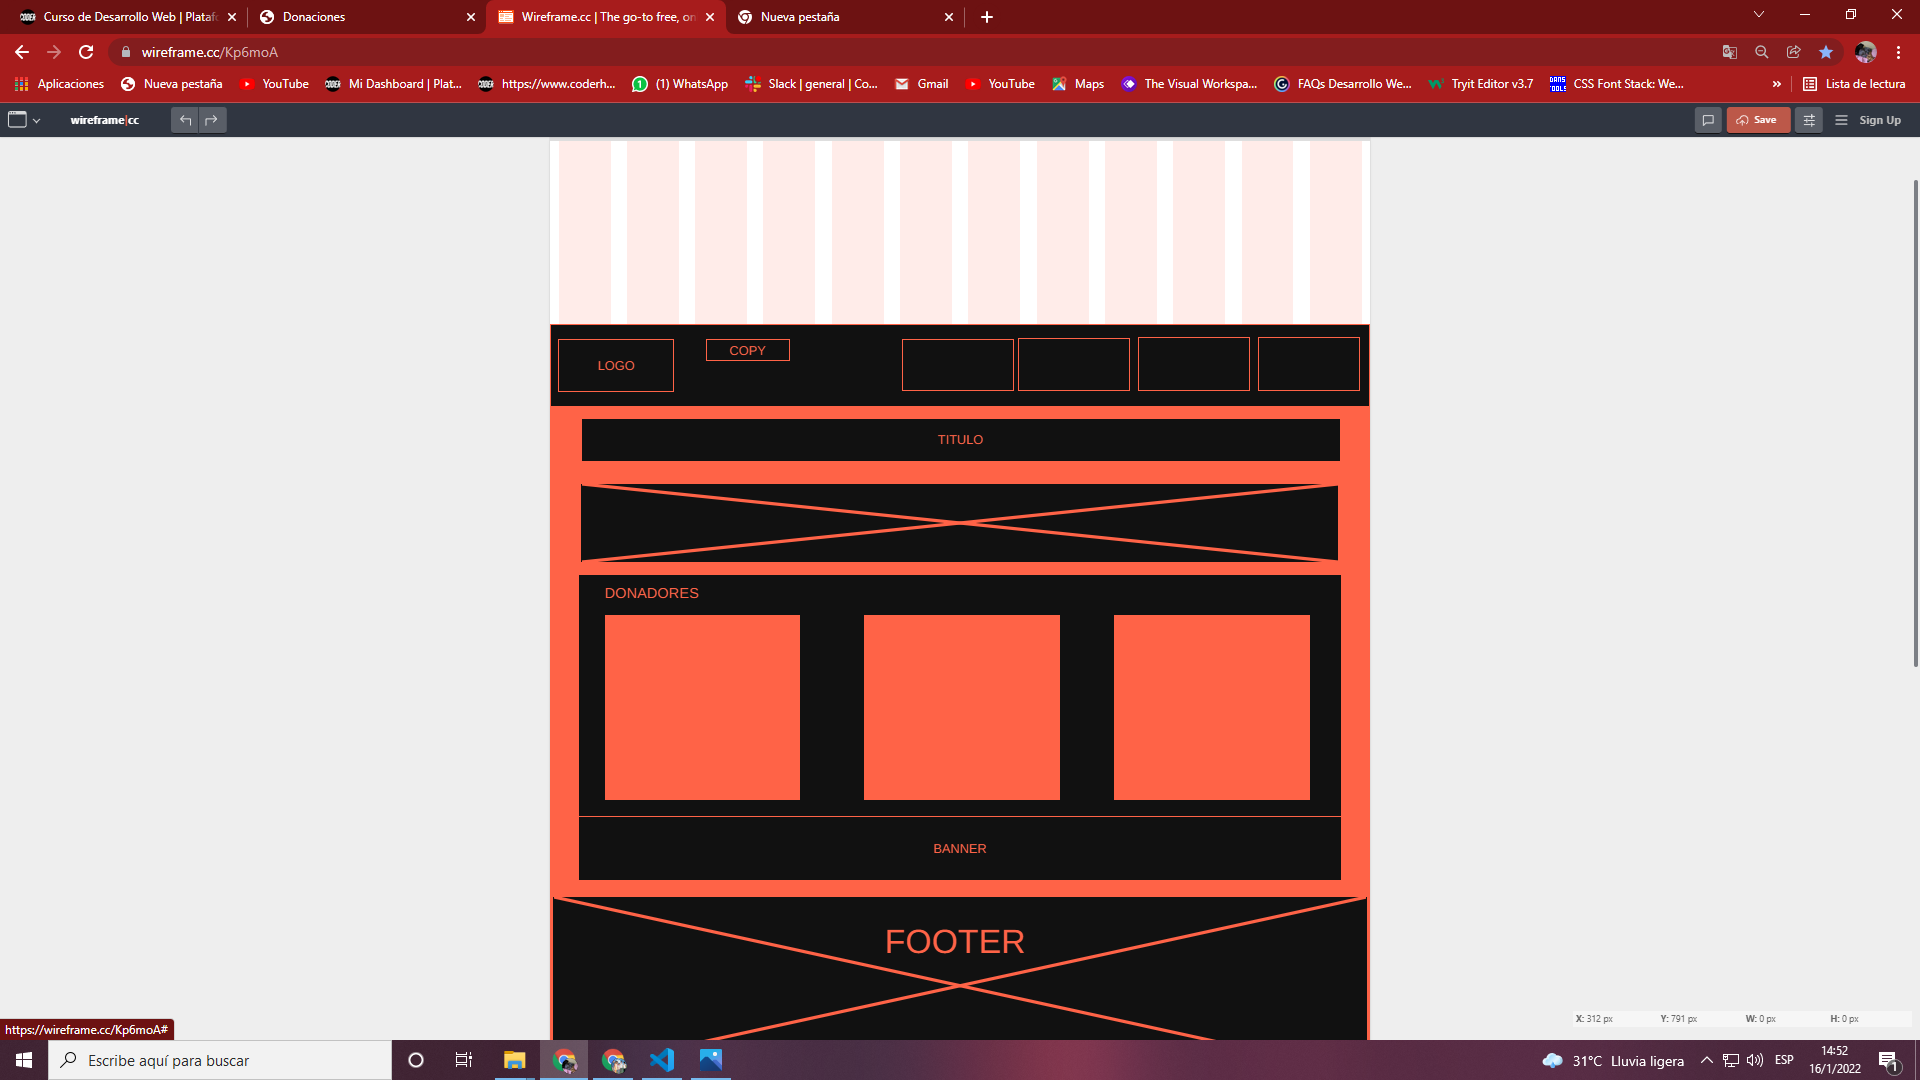 Curso de Desarrollo Web | Plataf
Donaciones
Wireframe.cc | The go-to free, on
Nueva pestaña
wireframe.cc/Kp6moA
Aplicaciones
Nueva pestaña
YouTube
Mi Dashboard | Plat...
https://www.coderh...
(1) WhatsApp
Slack | general | Co...
Gmail
YouTube
Maps
The Visual Workspa...
FAQs Desarrollo We...
Tryit Editor v3.7
CSS Font Stack: We...
»
Lista de lectura
wireframe|cc
Save
Sign Up
LOGO
COPY
TITULO
DONADORES
BANNER
FOOTER
https://wireframe.cc/Kp6moA#
X: 312 px
Y: 791 px
W: 0 px
H: 0 px
Escribe aquí para buscar
31°C Lluvia ligera
ESP
14:52
16/1/2022
1